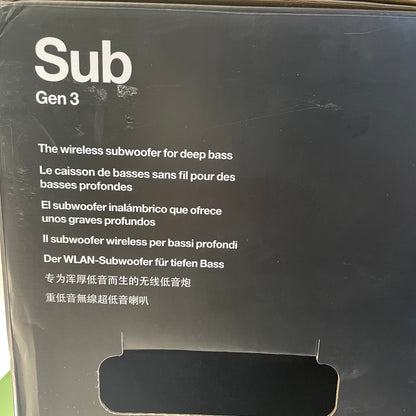 Sub
Gen 3
The wireless subwoofer for deep bass
Le caisson de basses sans fil pour des
basses profondes
El subwoofer inalámbrico que ofrece
unos graves profundos
Il subwoofer wireless per bassi profondi
Der WLAN-Subwoofer für tiefen Bass
专为浑厚低音而生的无线低音炮
重低音無線超低音喇叭